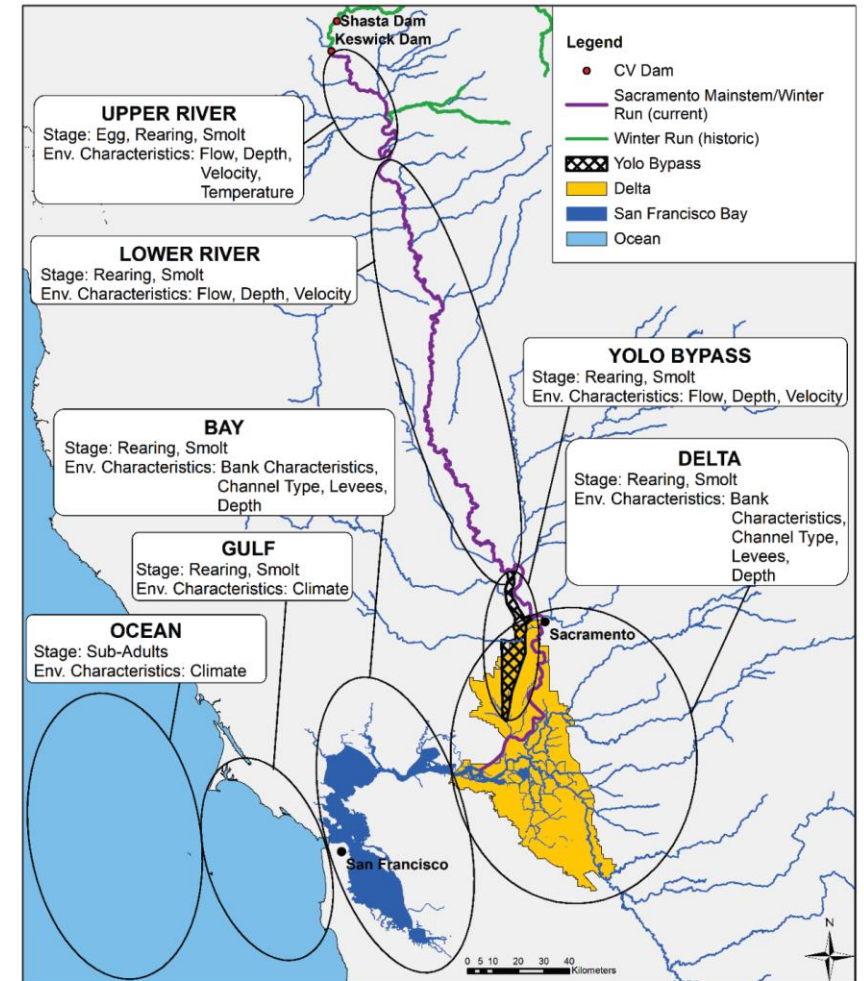 Shasta Dam
Keswick Dam
Legend
CV Dam
Sacramento Mainstem/Winter
Run (current)
Winter Run (historic)
Yolo Bypass
Delta
San Francisco Bay
Ocean
UPPER RIVER
Stage: Egg, Rearing, Smolt
Env. Characteristics: Flow, Depth,
Velocity,
Temperature
LOWER RIVER
Stage: Rearing, Smolt
Env. Characteristics: Flow, Depth, Velocity
YOLO BYPASS
Stage: Rearing, Smolt
Env. Characteristics: Flow, Depth, Velocity
BAY
Stage: Rearing, Smolt
Env. Characteristics: Bank Characteristics,
Channel Type, Levees,
Depth
DELTA
Stage: Rearing, Smolt
Env. Characteristics: Bank
Characteristics,
Channel Type,
Levees,
Depth
GULF
Stage: Rearing, Smolt
Env. Characteristics: Climate
OCEAN
Stage: Sub-Adults
Env. Characteristics: Climate
Sacramento
San Francisco
N
0 5 10 20 30 40
Kilometers